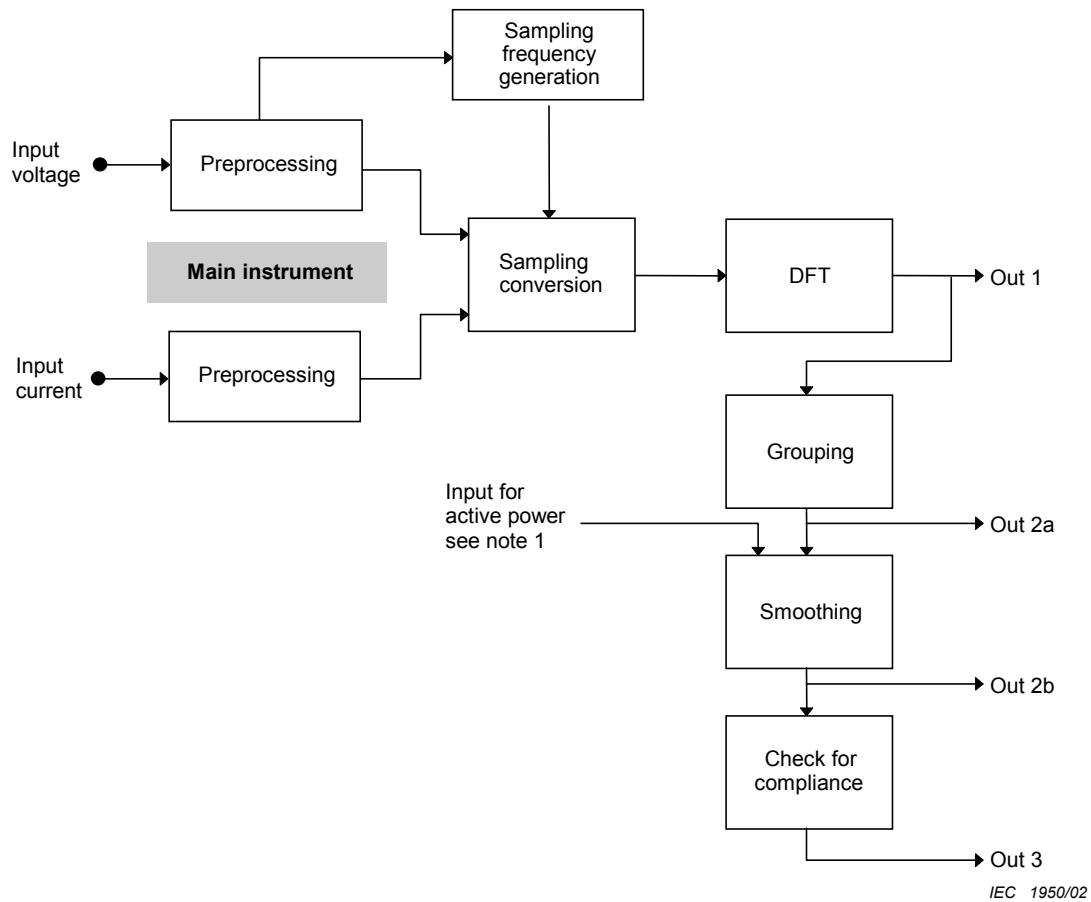 Sampling
frequency
generation
Input
voltage
Preprocessing
Main instrument
Sampling
conversion
DFT
Out 1
Input
current
Preprocessing
Grouping
Input for
active power
see note 1
Out 2a
Smoothing
Out 2b
Check for
compliance
Out 3
IEC 1950/02